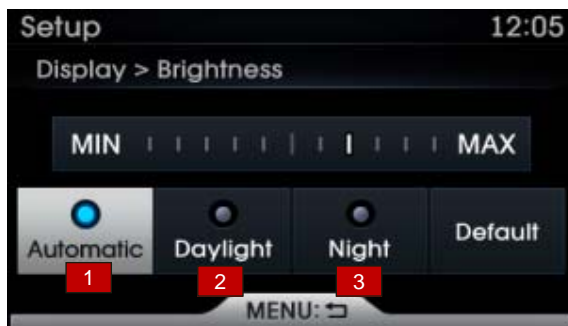 Setup 12:05
Display > Brightness
MIN MAX
Automatic Daylight Night Default
1 2 3
MENU: